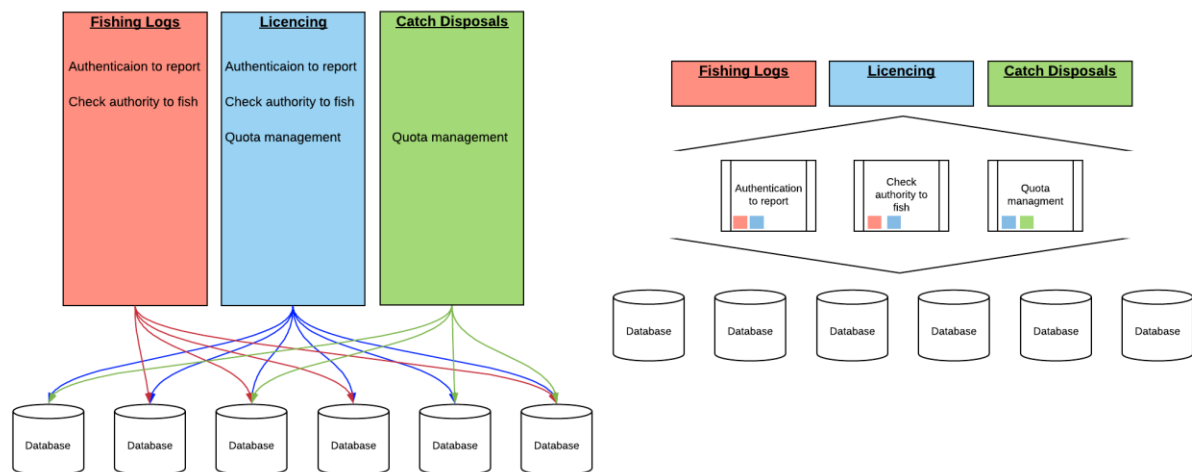 Fishing Logs
Authenticaion to report
Check authority to fish
Licencing
Authenticaion to report
Check authority to fish
Quota management
Catch Disposals
Quota management
Database
Database
Database
Database
Database
Database
Fishing Logs
Licencing
Catch Disposals
Authentication
to report
Check
authority to
fish
Quota
managment
Database
Database
Database
Database
Database
Database